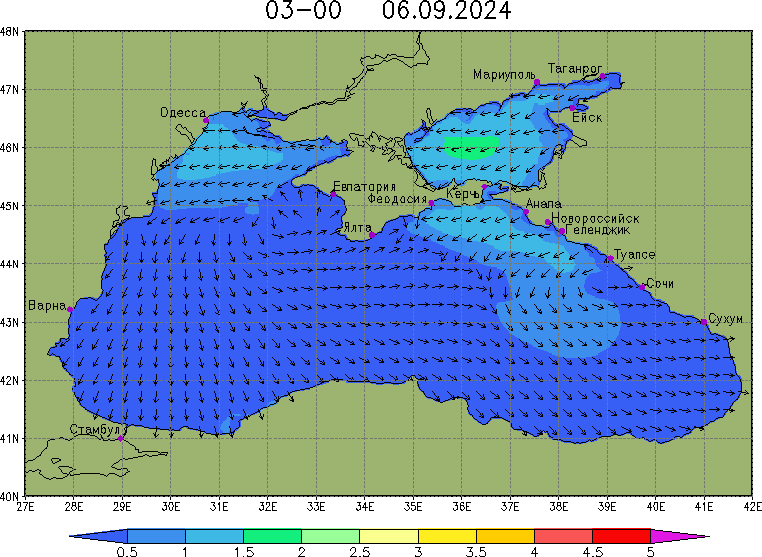 03-00 06.09.2024
48N
47N
46N
45N
44N
43N
42N
41N
40N
Таганрог
Мариуполь
Одесса
Ейск
Евпатория
Керчь
Феодосия
Анапа
Новороссийск
Ялта
Геленджик
Туапсе
Сочи
Варна
Сухум
Стамбул
27E 28E 29E 30E 31E 32E 33E 34E 35E 36E 37E 38E 39E 40E 41E 42E
0.5 1 1.5 2 2.5 3 3.5 4 4.5 5